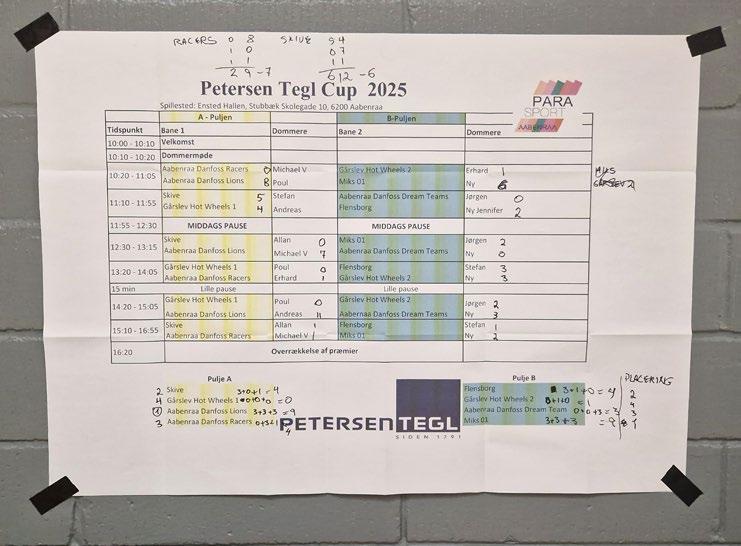 RACERS 0 8 SKIVE 5 4
1 0 0 7
1 1 1 1
2 9 -7 6 12 -6
Petersen Tegl Cup 2025
PARA
SPORT
AABENRAA
Spillested: Ensted Hallen, Stubbæk Skolegade 10, 6200 Aabenraa
A - Puljen B-Puljen
Tidspunkt Bane 1 Dommere Bane 2 Dommere
10:00 - 10:10 Velkomst
10:10 - 10:20 Dommermøde
10:20 - 11:05 Aabenraa Danfoss Racers 0 Michael V Gårslev Hot Wheels 2 Erhard 1
Aabenraa Danfoss Lions 8 Poul Miks 01 Ny 6
GÅRSLEV 2
11:10 - 11:55 Skive 5 Stefan Aabenraa Danfoss Dream Teams Jørgen 0
Gårslev Hot Wheels 1 4 Andreas Flensborg Ny Jennifer 2
11:55 - 12:30 MIDDAGS PAUSE MIDDAGS PAUSE
12:30 - 13:15 Skive Allan 0 Miks 01 Jørgen 2
Aabenraa Danfoss Lions Michael V 7 Aabenraa Danfoss Dream Teams Ny 0
13:20 - 14:05 Gårslev Hot Wheels 1 Poul 0 Flensborg Stefan 3
Aabenraa Danfoss Racers Erhard 1 Gårslev Hot Wheels 2 Ny 3
15 min Lille pause Lille pause
14:20 - 15:05 Gårslev Hot Wheels 1 Poul 0 Gårslev Hot Wheels 2 Jørgen 2
Aabenraa Danfoss Lions Andreas 11 Aabenraa Danfoss Dream Teams Ny 3
15:10 - 16:55 Skive Allan 1 Flensborg Stefan 1
Aabenraa Danfoss Racers Michael V 1 Miks 01 Ny 2
16:20 Overrækkelse af præmier
Pulje A
2 Skive 3+0+1 = 4
4 Gårslev Hot Wheels 1 0+0+0 = 0
1 Aabenraa Danfoss Lions 3+3+3 = 9
3 Aabenraa Danfoss Racers 0+3+1 4
PETERSEN TEGL
SIDEN 1791
Pulje B PLACERING
Flensborg 3+1+0 = 4 2
Gårslev Hot Wheels 2 0+1+0 = 1 4
Aabenraa Danfoss Dream Team 0+0+3 = 3 3
Miks 01 3+3+3 = 9 1